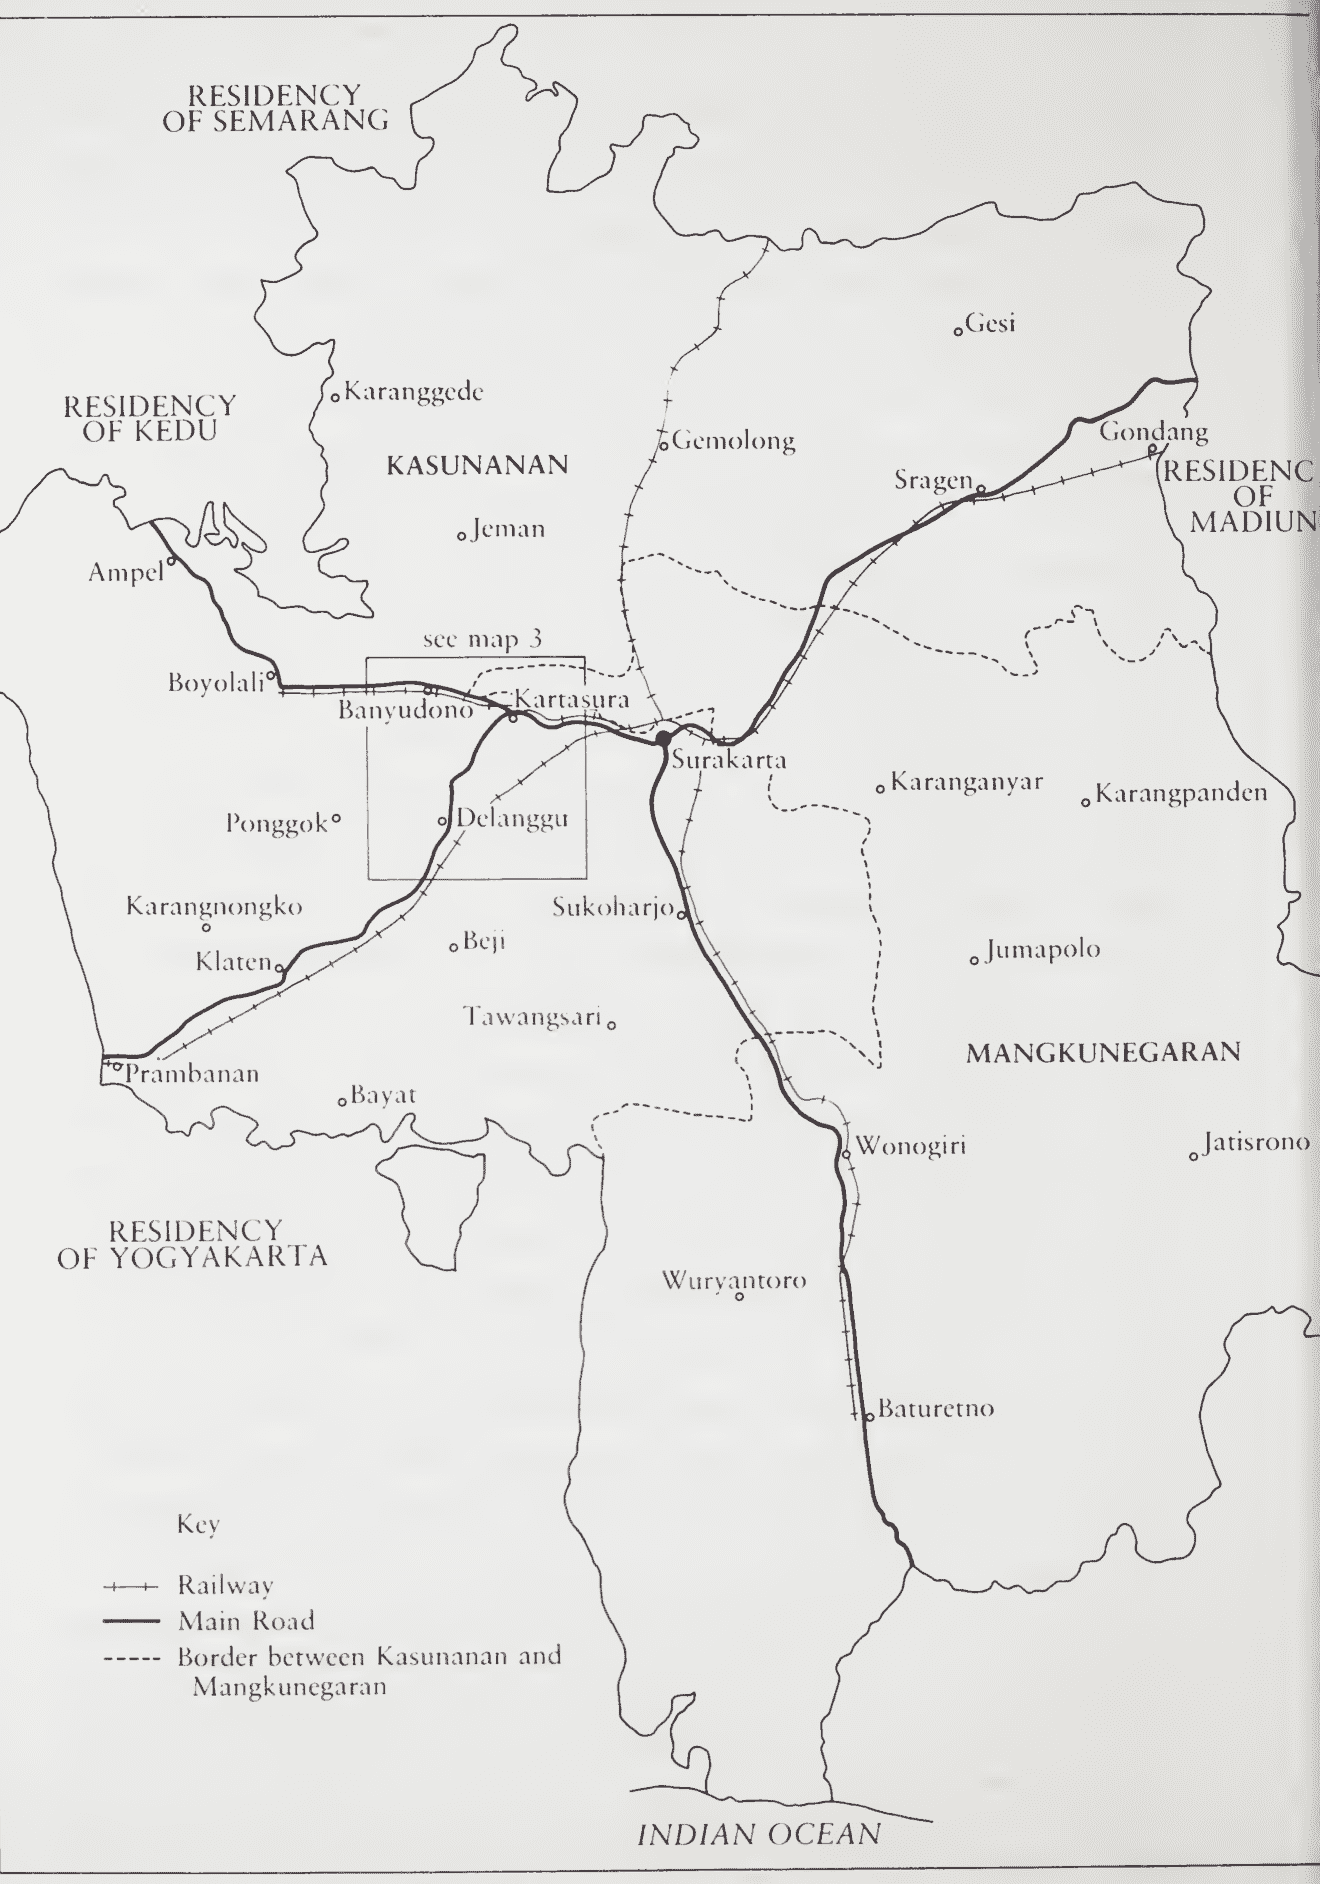 RESIDENCY
OF SEMARANG
Gesi
Karanggede
RESIDENCY
OF KEDU
Gemolong
Gondang
KASUNANAN
RESIDENC
OF
MADIUN
Sragen
Jeman
Ampel
see map 3
Boyolali
Kartasura
Banyudono
Surakarta
Karanganyar
Karangpanden
Ponggok
Delanggu
Karangnongko
Sukoharjo
Beji
Jumapolo
Klaten
Tawangsari
MANGKUNEGARAN
Prambanan
Bayat
Wonogiri
Jatisrono
RESIDENCY
OF YOGYAKARTA
Wuryantoro
Baturetno
Key
Railway
Main Road
Border between Kasunanan and
Mangkunegaran
INDIAN OCEAN